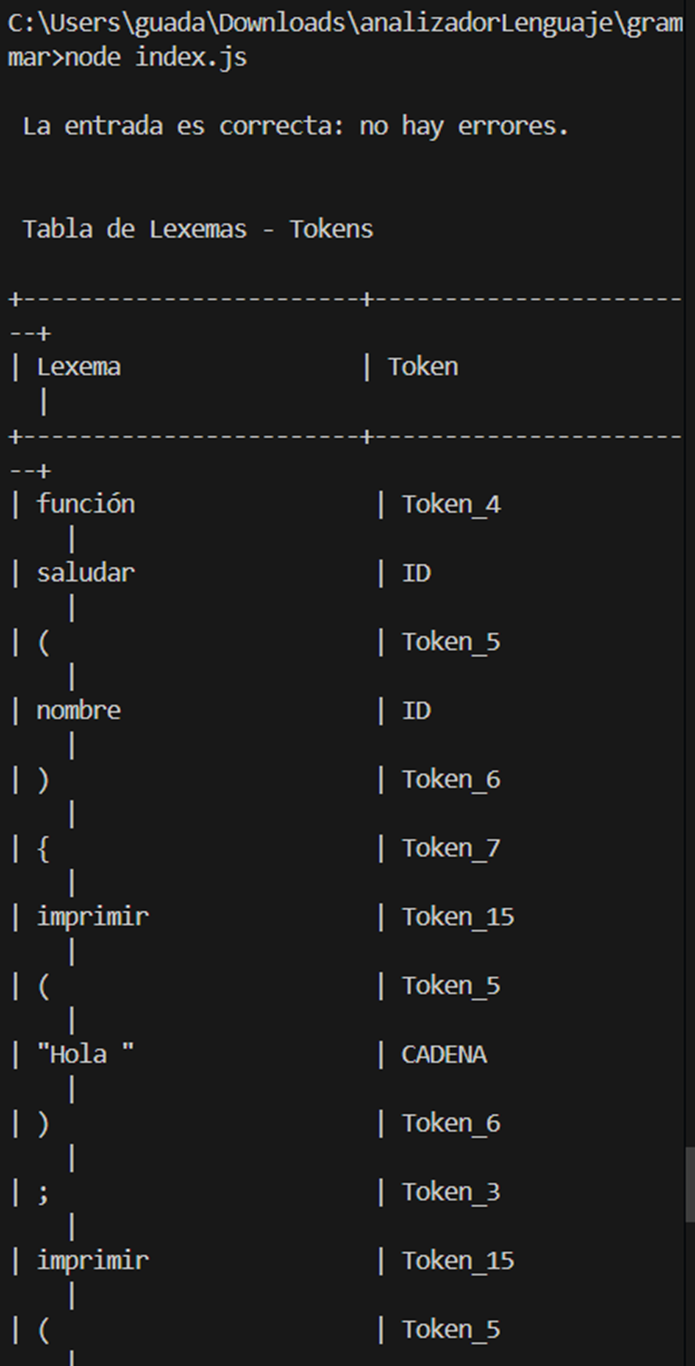 C:\Users\guada\Downloads\analizadorLenguaje\gram
mar>node index.js
La entrada es correcta: no hay errores.
Tabla de Lexemas - Tokens
+------------------------+----------------------
--+
| Lexema                 | Token
  |
+------------------------+----------------------
--+
| función                 | Token_4
    |
| saludar                 | ID
    |
| (                       | Token_5
    |
| nombre                  | ID
    |
| )                       | Token_6
    |
| {                       | Token_7
    |
| imprimir                | Token_15
    |
| (                       | Token_5
    |
| "Hola "                 | CADENA
    |
| )                       | Token_6
    |
| ;                       | Token_3
    |
| imprimir                | Token_15
    |
| (                       | Token_5
    |